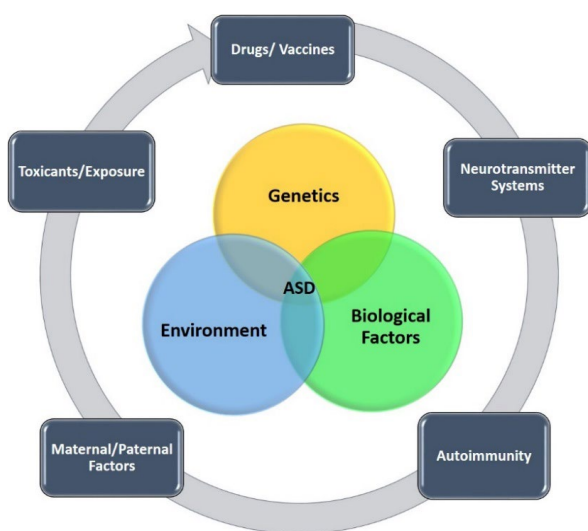 Drugs/ Vaccines
Toxicants/Exposure
Neurotransmitter
Systems
Genetics
ASD
Environment
Biological
Factors
Maternal/Paternal
Factors
Autoimmunity